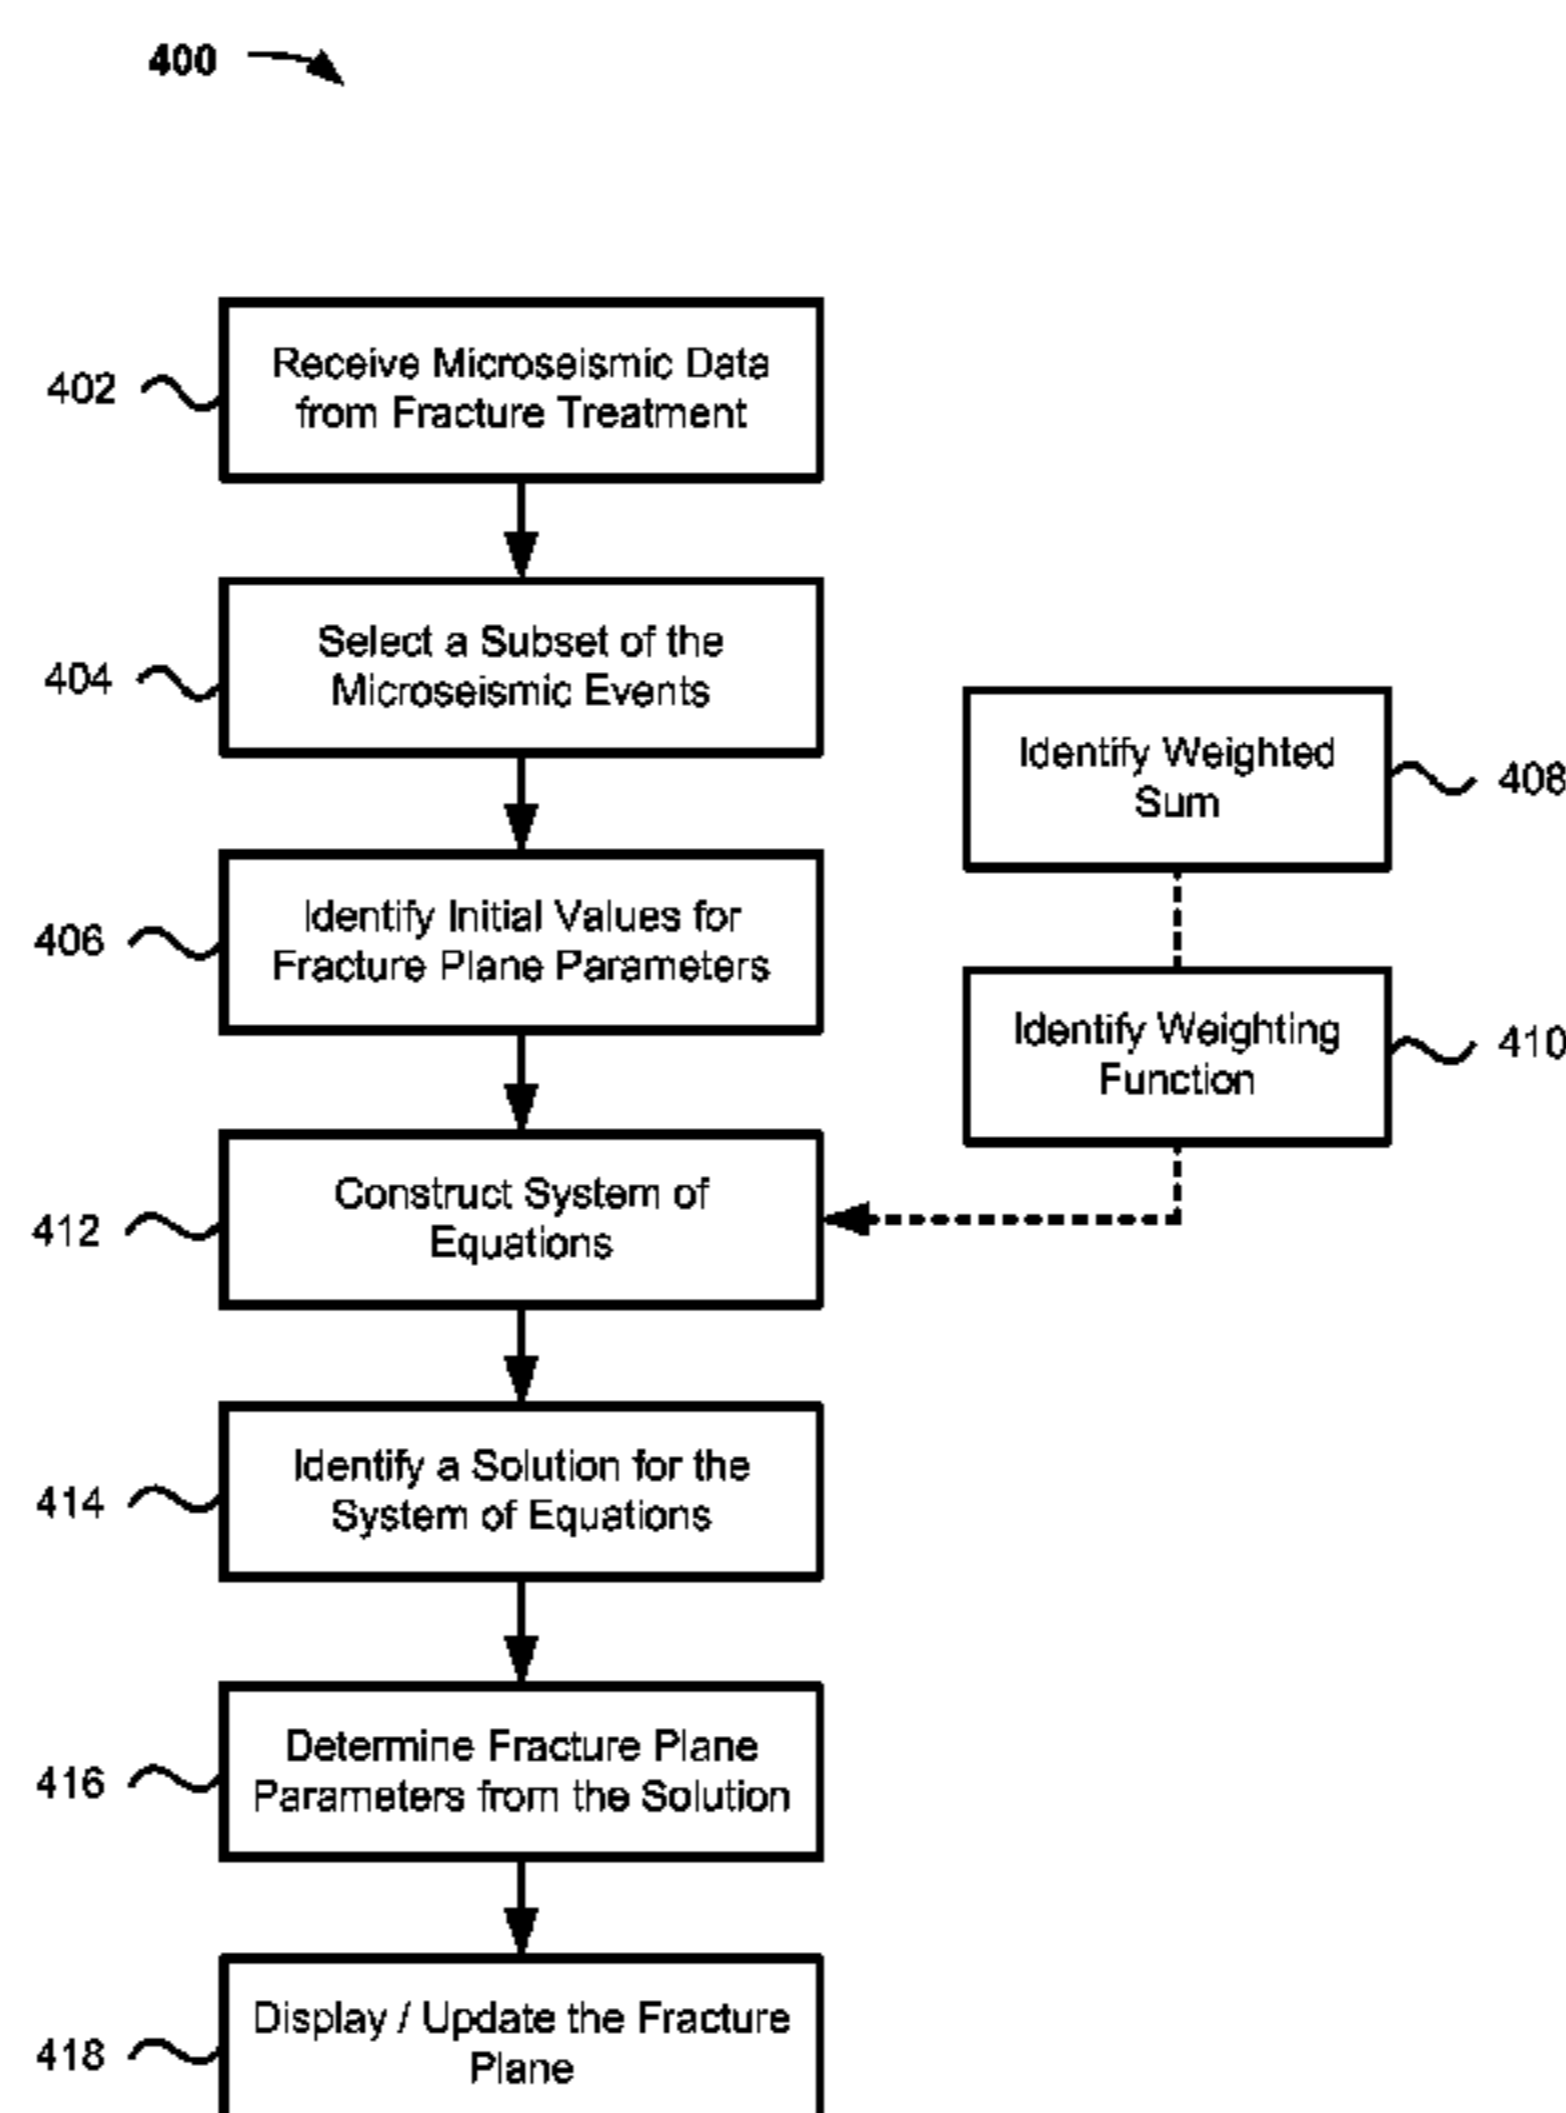 400
402
Receive Microseismic Data
from Fracture Treatment
404
Select a Subset of the
Microseismic Events
Identify Weighted
Sum
408
406
Identify Initial Values for
Fracture Plane Parameters
Identify Weighting
Function
410
412
Construct System of
Equations
414
Identify a Solution for the
System of Equations
416
Determine Fracture Plane
Parameters from the Solution
418
Display / Update the Fracture
Plane